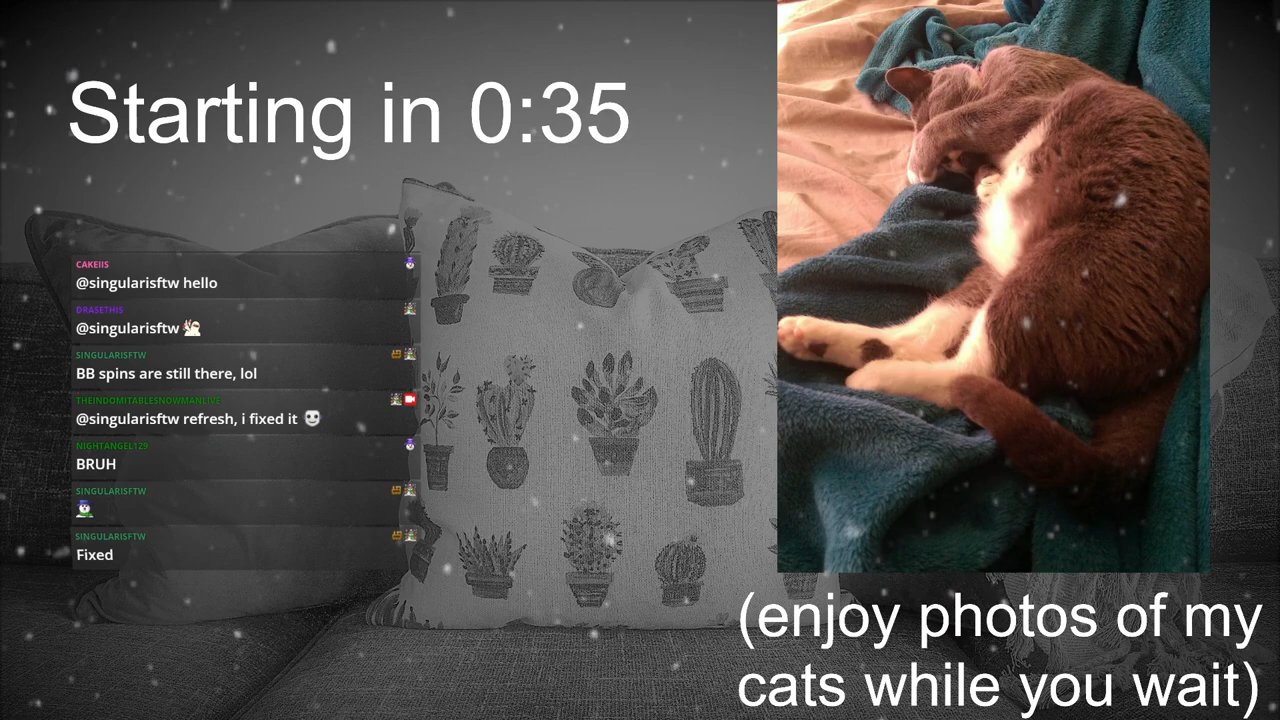 Starting in 0:35
CAKEIIS
@singularisftw hello
DRASETHIS
@singularisftw
SINGULARISFTW
BB spins are still there, lol
THEINDOMITABLESNOWMANLIVE
@singularisftw refresh, i fixed it
NIGHTANGEL129
BRUH
SINGULARISFTW
SINGULARISFTW
Fixed
(enjoy photos of my
cats while you wait)